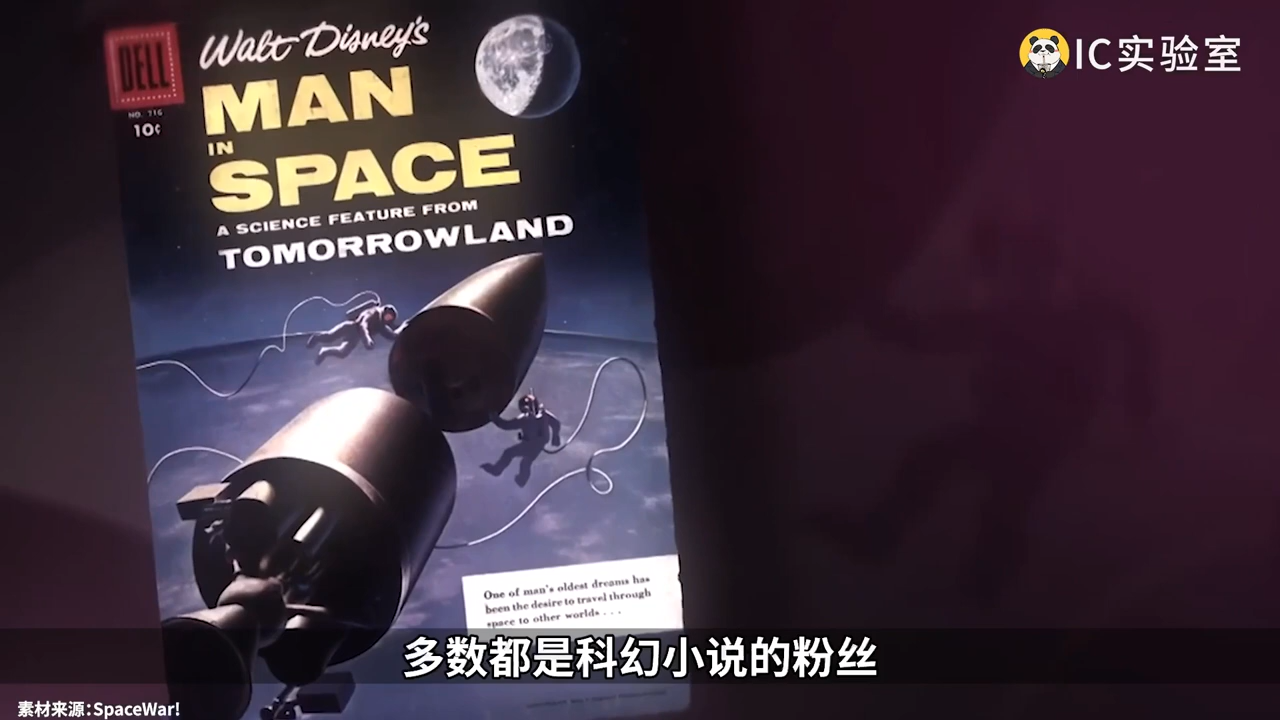 IC实验室
DELL
NO. 716
10¢
Walt Disney's
MAN
IN
SPACE
A SCIENCE FEATURE FROM
TOMORROWLAND
One of man's oldest dreams has
been the desire to travel through
space to other worlds . . .
多数都是科幻小说的粉丝
素材来源：SpaceWar!